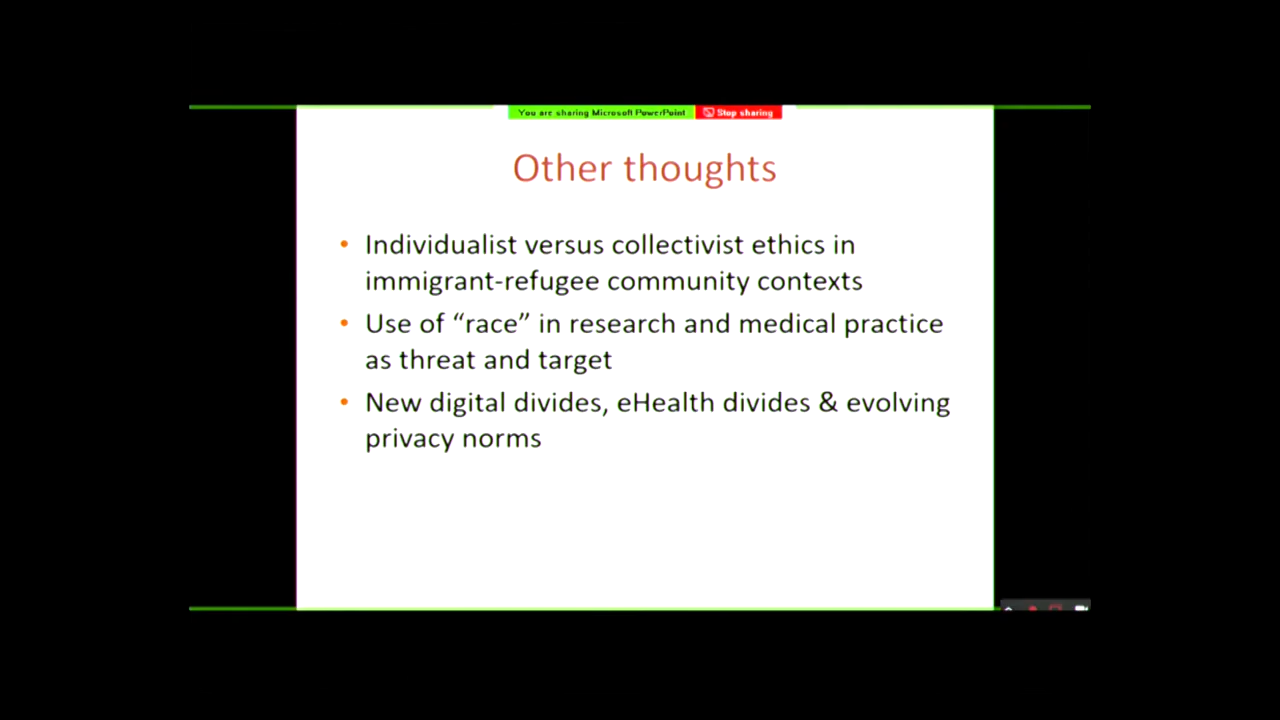 You are sharing Microsoft PowerPoint Stop sharing
Other thoughts
• Individualist versus collectivist ethics in
immigrant-refugee community contexts
• Use of “race” in research and medical practice
as threat and target
• New digital divides, eHealth divides & evolving
privacy norms